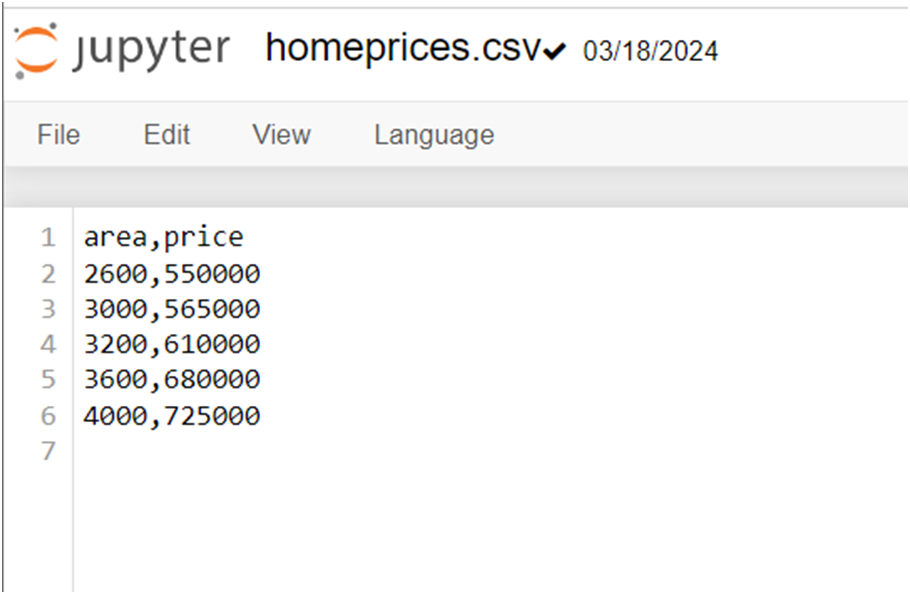 jupyter homeprices.csv✔ 03/18/2024
File Edit View Language
1 area,price
2 2600,550000
3 3000,565000
4 3200,610000
5 3600,680000
6 4000,725000
7